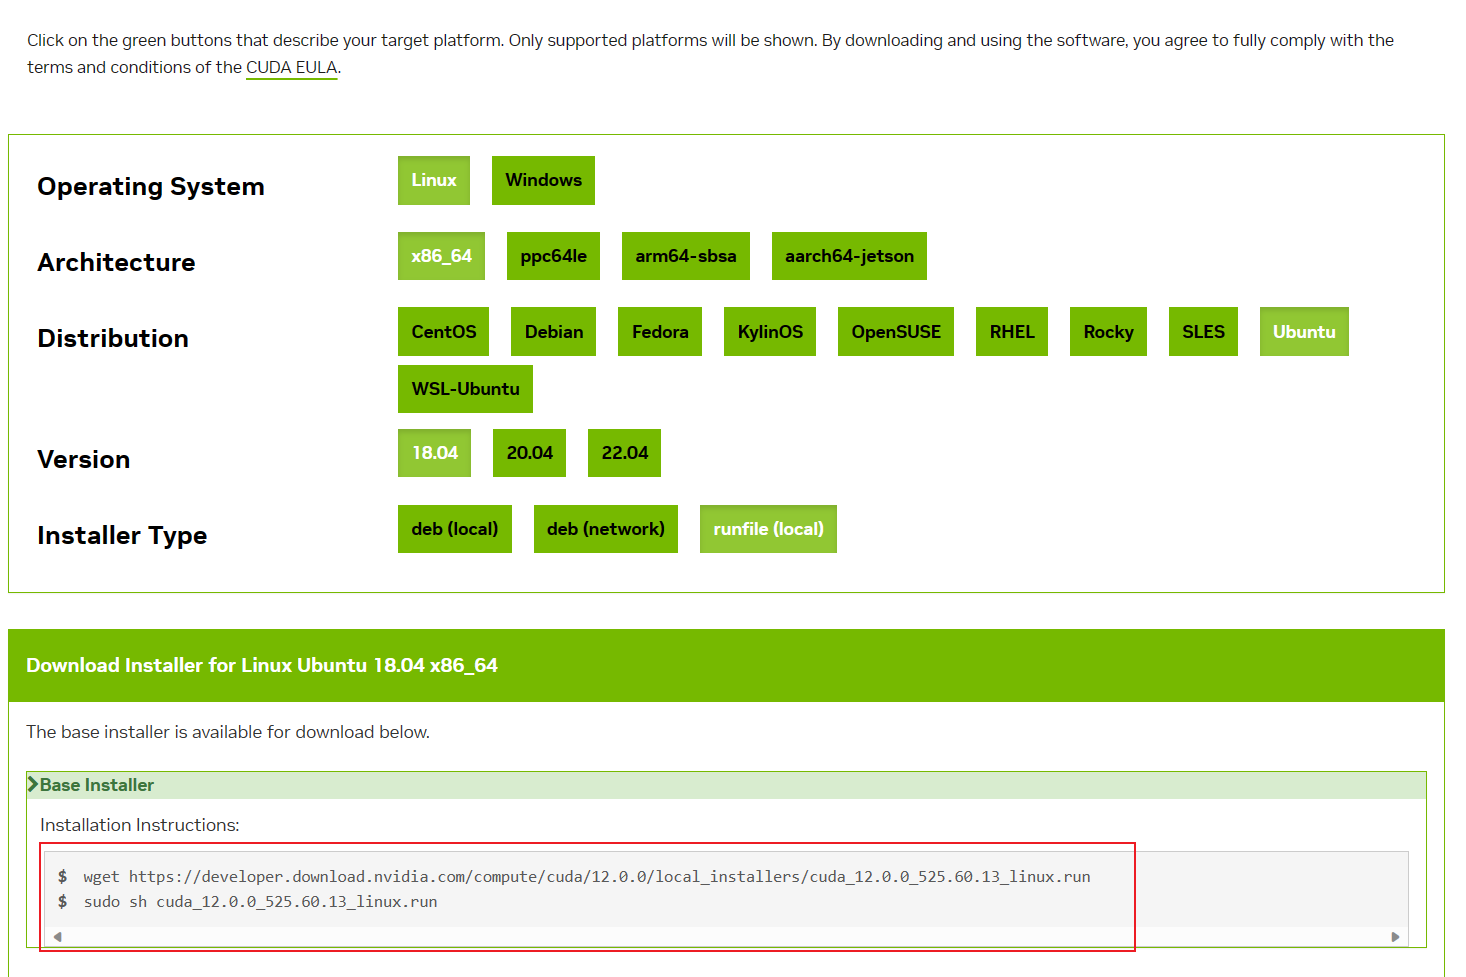 Click on the green buttons that describe your target platform. Only supported platforms will be shown. By downloading and using the software, you agree to fully comply with the
terms and conditions of the CUDA EULA.
Operating System
Linux Windows
Architecture
x86_64 ppc64le arm64-sbsa aarch64-jetson
Distribution
CentOS Debian Fedora KylinOS OpenSUSE RHEL Rocky SLES Ubuntu
WSL-Ubuntu
Version
18.04 20.04 22.04
Installer Type
deb (local) deb (network) runfile (local)
Download Installer for Linux Ubuntu 18.04 x86_64
The base installer is available for download below.
Base Installer
Installation Instructions:
$ wget https://developer.download.nvidia.com/compute/cuda/12.0.0/local_installers/cuda_12.0.0_525.60.13_linux.run
$ sudo sh cuda_12.0.0_525.60.13_linux.run